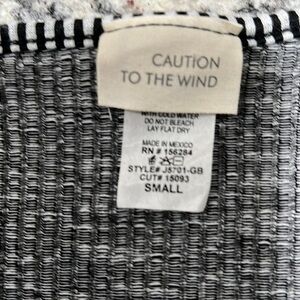 CAUTION
TO THE WIND
WITH COLD WATER
DO NOT BLEACH
LAY FLAT DRY
MADE IN MEXICO
RN # 156284
STYLE# J5701-GB
CUT# 15093
SMALL